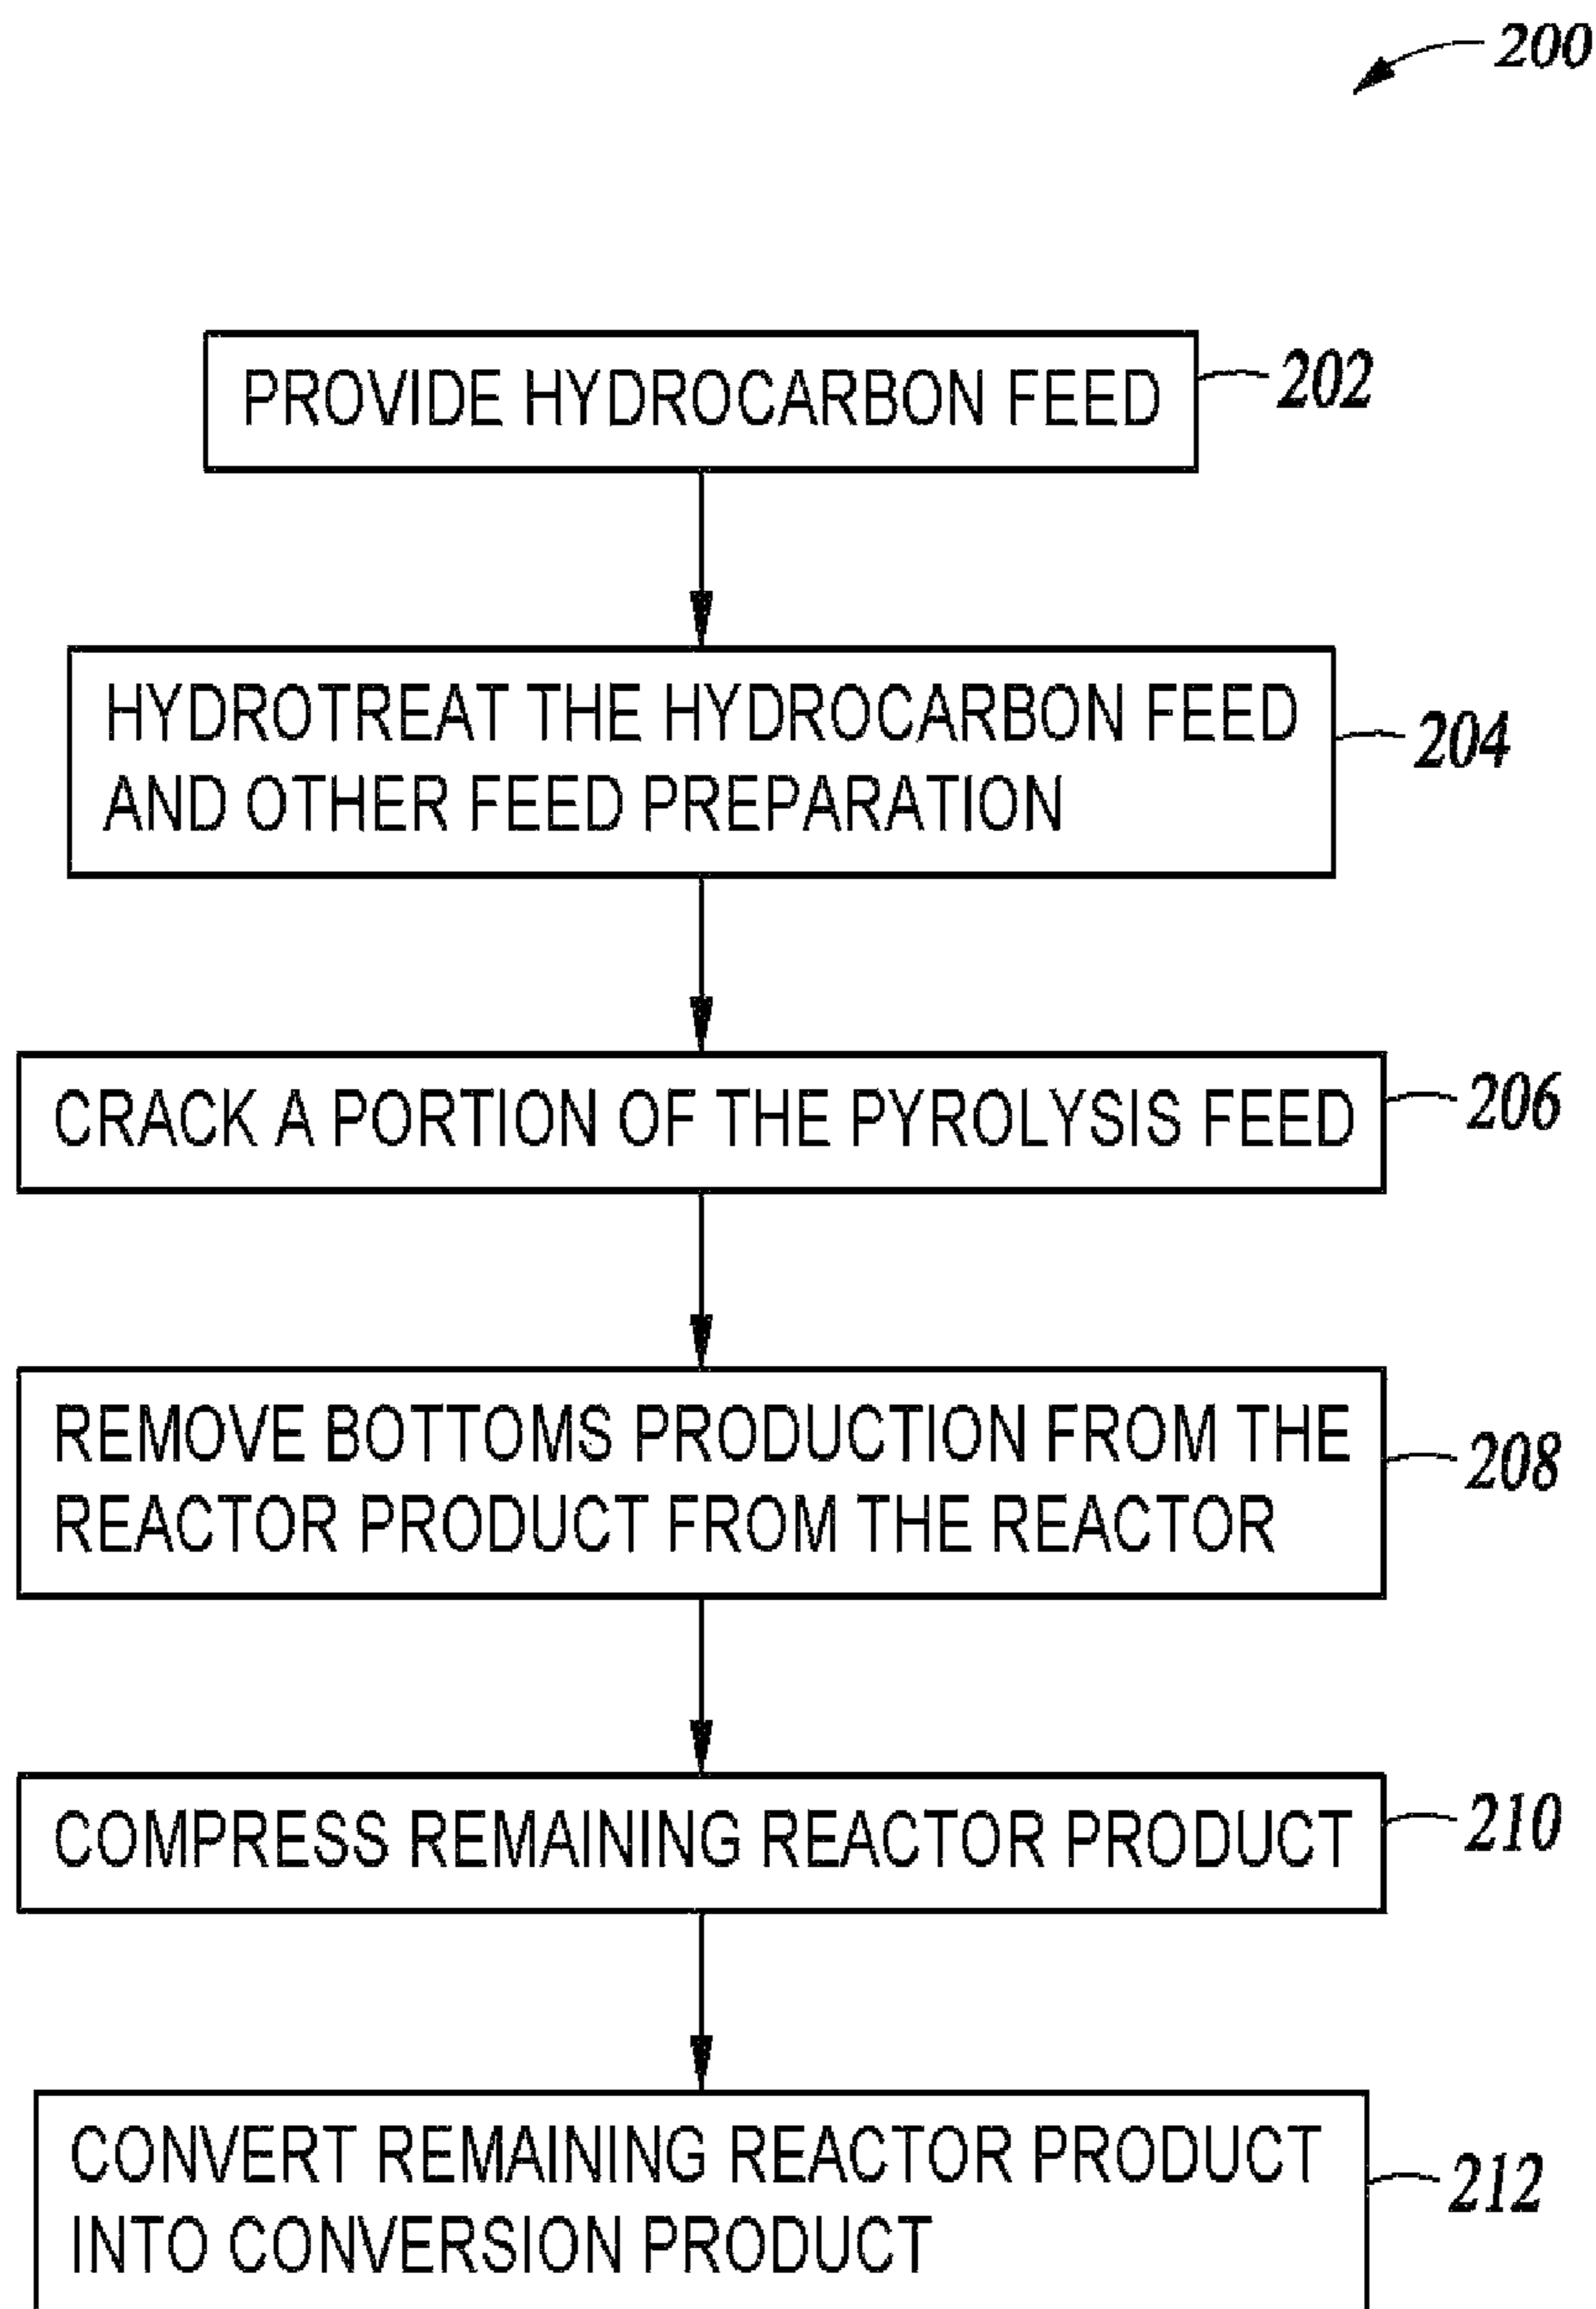 200
PROVIDE HYDROCARBON FEED
202
HYDROTREAT THE HYDROCARBON FEED
AND OTHER FEED PREPARATION
204
CRACK A PORTION OF THE PYROLYSIS FEED
206
REMOVE BOTTOMS PRODUCTION FROM THE
REACTOR PRODUCT FROM THE REACTOR
208
COMPRESS REMAINING REACTOR PRODUCT
210
CONVERT REMAINING REACTOR PRODUCT
INTO CONVERSION PRODUCT
212